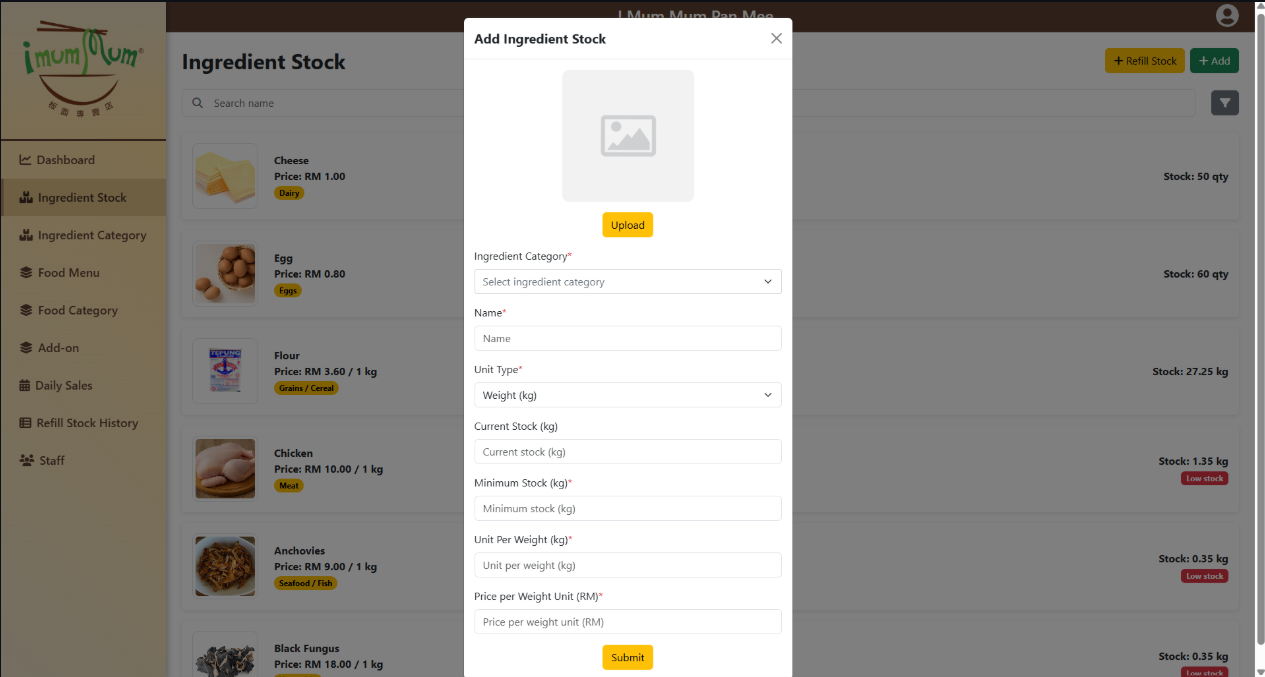 I Mum Mum Pan Mee
imumMum
板面專賣店
Dashboard
Ingredient Stock
Ingredient Category
Food Menu
Food Category
Add-on
Daily Sales
Refill Stock History
Staff
Ingredient Stock
+ Refill Stock
+ Add
Search name
Cheese
Price: RM 1.00
Dairy
Stock: 50 qty
Egg
Price: RM 0.80
Eggs
Stock: 60 qty
TEPUNG
Flour
Price: RM 3.60 / 1 kg
Grains / Cereal
Stock: 27.25 kg
Chicken
Price: RM 10.00 / 1 kg
Meat
Stock: 1.35 kg
Low stock
Anchovies
Price: RM 9.00 / 1 kg
Seafood / Fish
Stock: 0.35 kg
Low stock
Black Fungus
Price: RM 18.00 / 1 kg
Stock: 0.35 kg
Low stock
Add Ingredient Stock
Upload
Ingredient Category*
Select ingredient category
Name*
Name
Unit Type*
Weight (kg)
Current Stock (kg)
Current stock (kg)
Minimum Stock (kg)*
Minimum stock (kg)
Unit Per Weight (kg)*
Unit per weight (kg)
Price per Weight Unit (RM)*
Price per weight unit (RM)
Submit